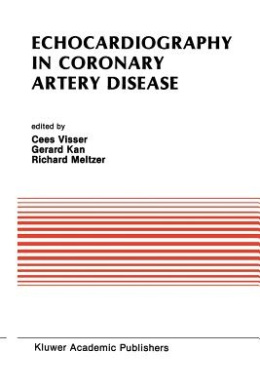 ECHOCARDIOGRAPHY
IN CORONARY
ARTERY DISEASE
edited by
Cees Visser
Gerard Kan
Richard Meltzer
Kluwer Academic Publishers